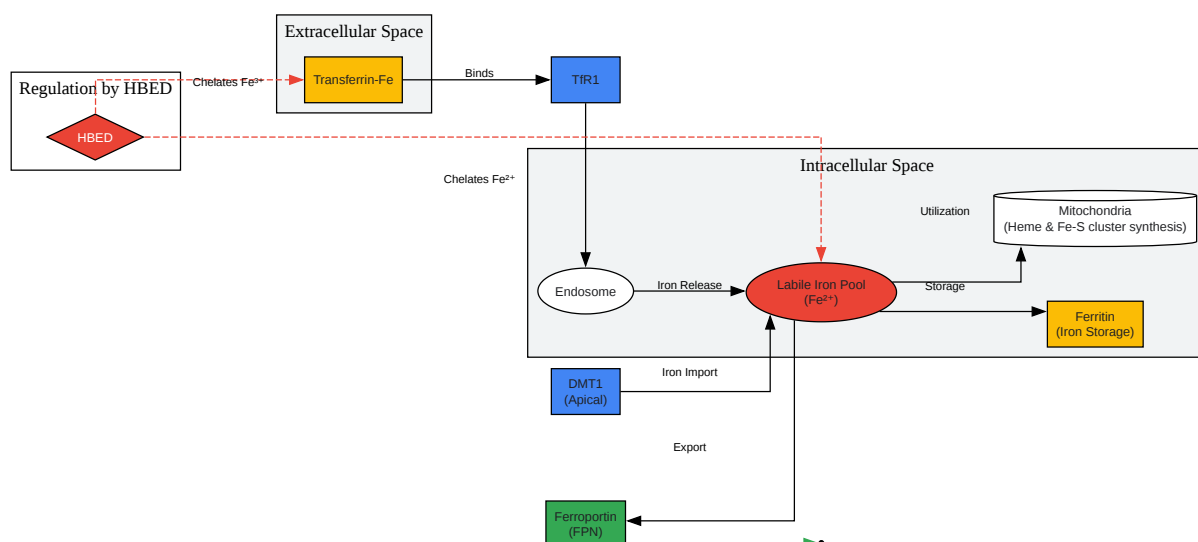 Extracellular Space
Transferrin-Fe
Binds
TfR1
Chelates Fe³⁺
Regulation by HBED
HBED
Chelates Fe²⁺
Intracellular Space
Utilization
Mitochondria
(Heme & Fe-S cluster synthesis)
Endosome
Iron Release
Labile Iron Pool
(Fe²⁺)
Storage
Ferritin
(Iron Storage)
DMT1
(Apical)
Iron Import
Export
Ferroportin
(FPN)